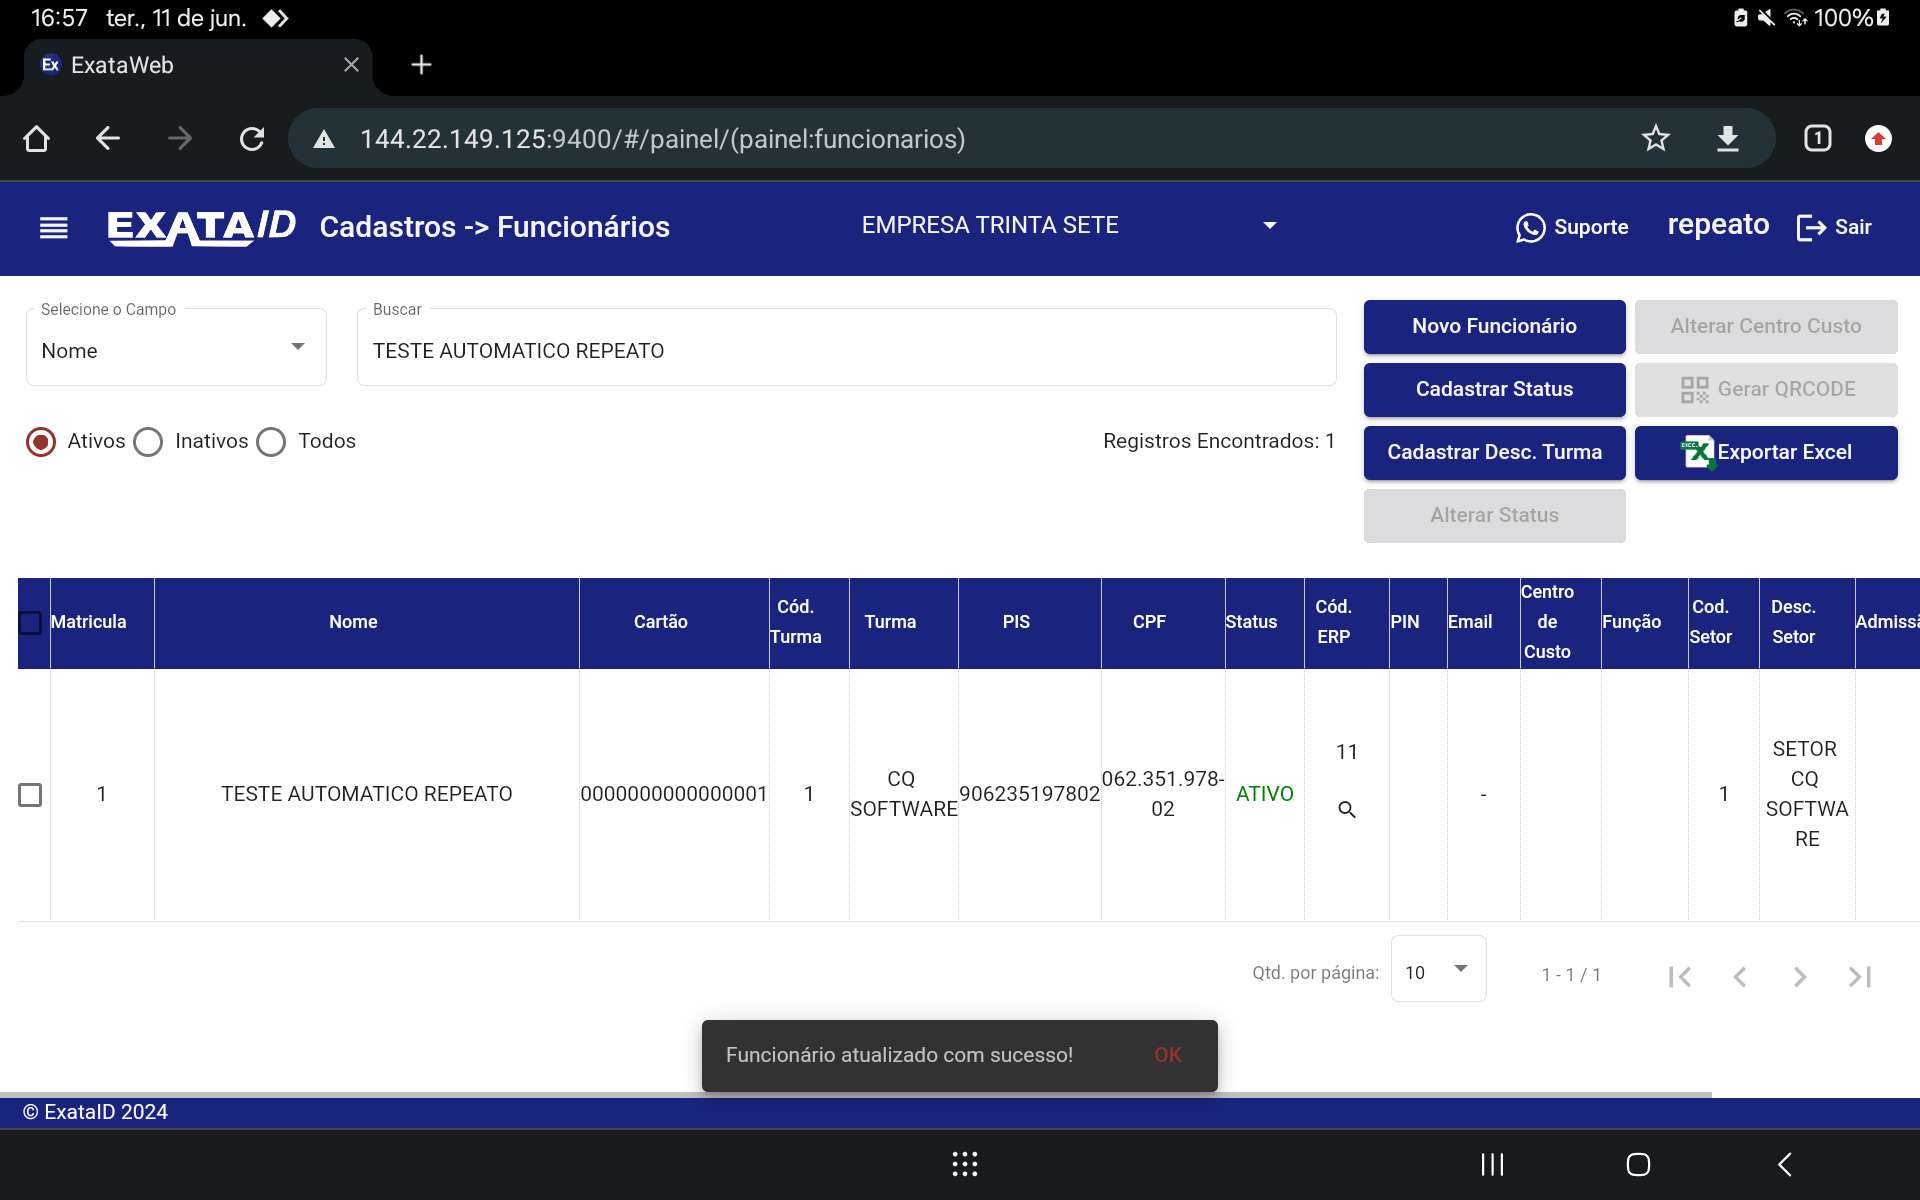 16:57 ter., 11 de jun.
100%
Ex ExataWeb
144.22.149.125:9400/#/painel/(painel:funcionarios)
1
EXATAID Cadastros -> Funcionários
EMPRESA TRINTA SETE
Suporte
repeato
Sair
Selecione o Campo
Nome
Buscar
TESTE AUTOMATICO REPEATO
Novo Funcionário
Alterar Centro Custo
Cadastrar Status
Gerar QRCODE
Ativos Inativos Todos
Registros Encontrados: 1
Cadastrar Desc. Turma
Exportar Excel
Alterar Status
Matricula
Nome
Cartão
Cód.
Turma
Turma
PIS
CPF
Status
Cód.
ERP
PIN
Email
Centro
de
Custo
Função
Cod.
Setor
Desc.
Setor
Admissã
1
TESTE AUTOMATICO REPEATO
0000000000000001
1
CQ
SOFTWARE
906235197802
062.351.978-
02
ATIVO
11
-
1
SETOR
CQ
SOFTWA
RE
Qtd. por página: 10
1 - 1 / 1
Funcionário atualizado com sucesso! OK
© ExataID 2024